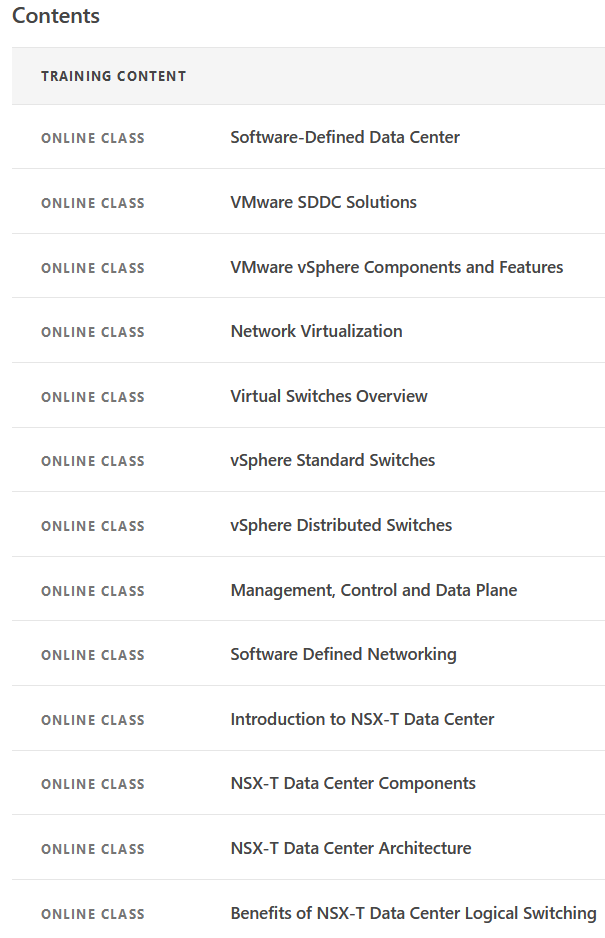 Contents
TRAINING CONTENT
ONLINE CLASS Software-Defined Data Center
ONLINE CLASS VMware SDDC Solutions
ONLINE CLASS VMware vSphere Components and Features
ONLINE CLASS Network Virtualization
ONLINE CLASS Virtual Switches Overview
ONLINE CLASS vSphere Standard Switches
ONLINE CLASS vSphere Distributed Switches
ONLINE CLASS Management, Control and Data Plane
ONLINE CLASS Software Defined Networking
ONLINE CLASS Introduction to NSX-T Data Center
ONLINE CLASS NSX-T Data Center Components
ONLINE CLASS NSX-T Data Center Architecture
ONLINE CLASS Benefits of NSX-T Data Center Logical Switching